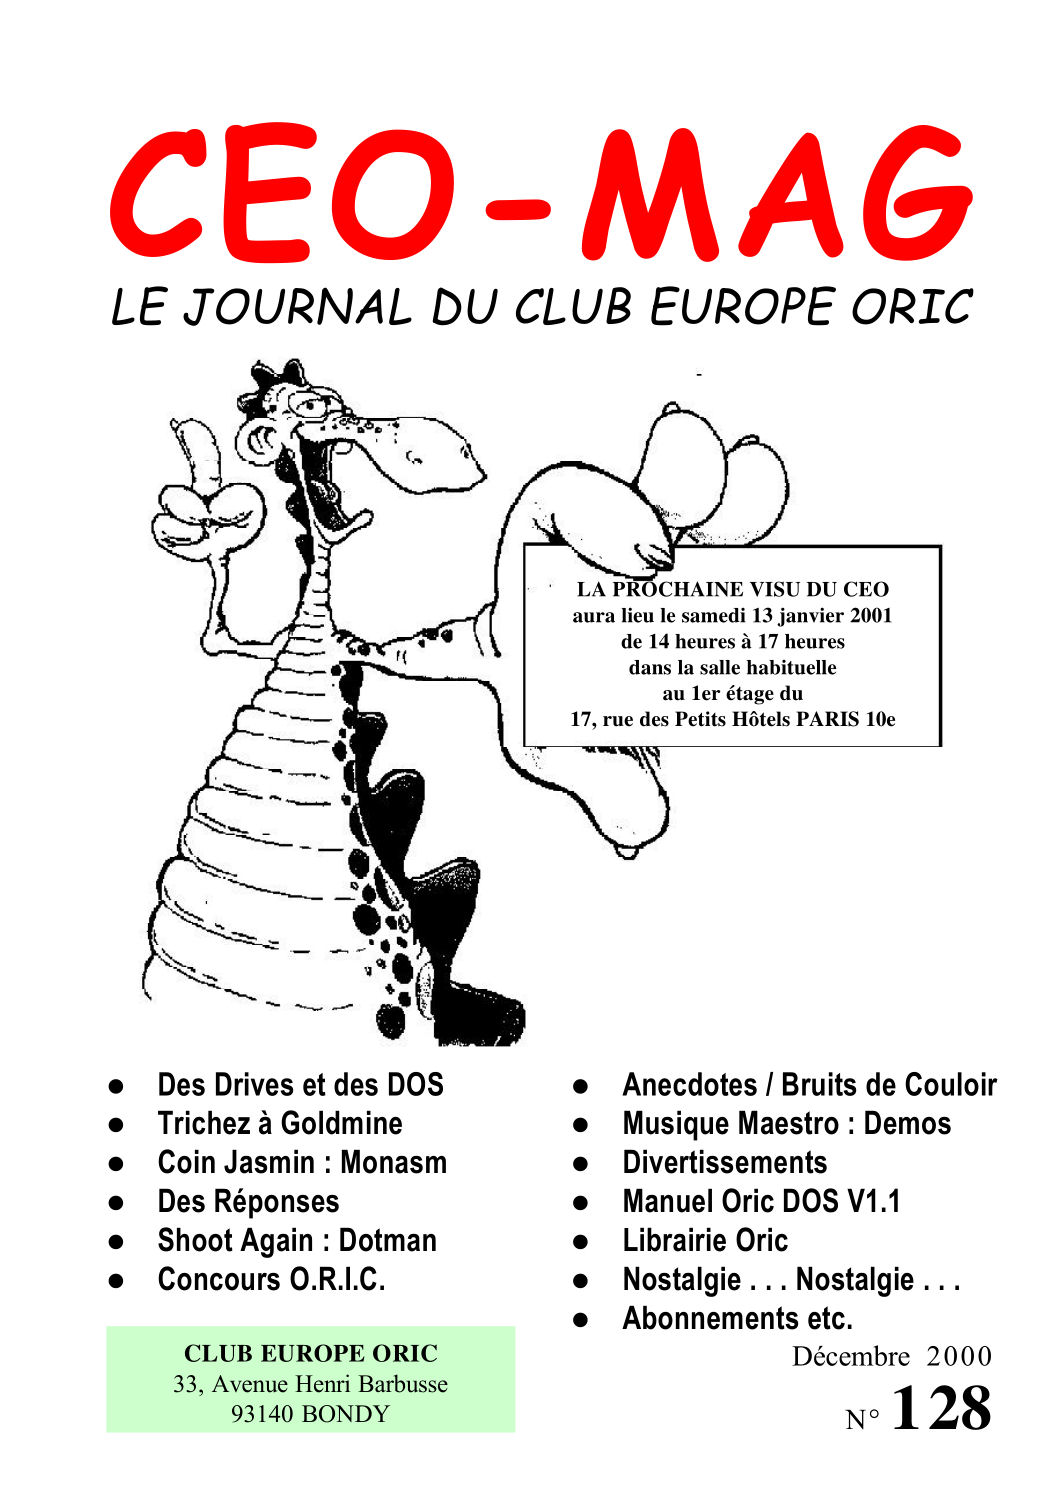 CEO-MAG
LE JOURNAL DU CLUB EUROPE ORIC
LA PROCHAINE VISU DU CEO
aura lieu le samedi 13 janvier 2001
de 14 heures à 17 heures
dans la salle habituelle
au 1er étage du
17, rue des Petits Hôtels PARIS 10e
● Des Drives et des DOS
● Trichez à Goldmine
● Coin Jasmin : Monasm
● Des Réponses
● Shoot Again : Dotman
● Concours O.R.I.C.
● Anecdotes / Bruits de Couloir
● Musique Maestro : Demos
● Divertissements
● Manuel Oric DOS V1.1
● Librairie Oric
● Nostalgie . . . Nostalgie . . .
● Abonnements etc.
CLUB EUROPE ORIC
33, Avenue Henri Barbusse
93140 BONDY
Décembre 2000
N° 128